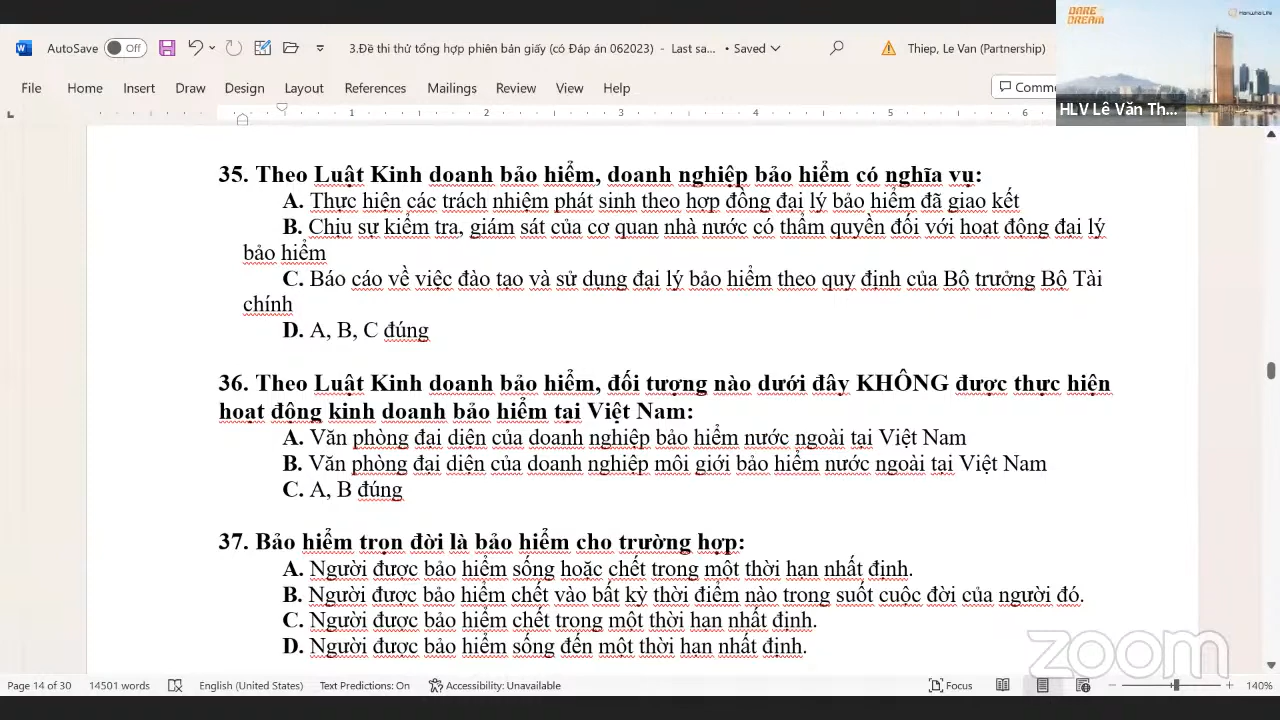 DARE DREAM
Hanwha Life
AutoSave Off 3.Đề thi thử tổng hợp phiên bản giấy (có Đáp án 062023) - Last sa... • Saved Thiep, Le Van (Partnership)
File Home Insert Draw Design Layout References Mailings Review View Help Comme
HLV Lê Văn Th...
1 2 3 4 5 6
35. Theo Luật Kinh doanh bảo hiểm, doanh nghiệp bảo hiểm có nghĩa vụ:
A. Thực hiện các trách nhiệm phát sinh theo hợp đồng đại lý bảo hiểm đã giao kết
B. Chịu sự kiểm tra, giám sát của cơ quan nhà nước có thẩm quyền đối với hoạt động đại lý
bảo hiểm
C. Báo cáo về việc đào tạo và sử dụng đại lý bảo hiểm theo quy định của Bộ trưởng Bộ Tài
chính
D. A, B, C đúng
36. Theo Luật Kinh doanh bảo hiểm, đối tượng nào dưới đây KHÔNG được thực hiện
hoạt động kinh doanh bảo hiểm tại Việt Nam:
A. Văn phòng đại diện của doanh nghiệp bảo hiểm nước ngoài tại Việt Nam
B. Văn phòng đại diện của doanh nghiệp môi giới bảo hiểm nước ngoài tại Việt Nam
C. A, B đúng
37. Bảo hiểm trọn đời là bảo hiểm cho trường hợp:
A. Người được bảo hiểm sống hoặc chết trong một thời hạn nhất định.
B. Người được bảo hiểm chết vào bất kỳ thời điểm nào trong suốt cuộc đời của người đó.
C. Người được bảo hiểm chết trong một thời hạn nhất định.
D. Người được bảo hiểm sống đến một thời hạn nhất định.
zoom
Page 14 of 30 14501 words English (United States) Text Predictions: On Accessibility: Unavailable Focus 140%